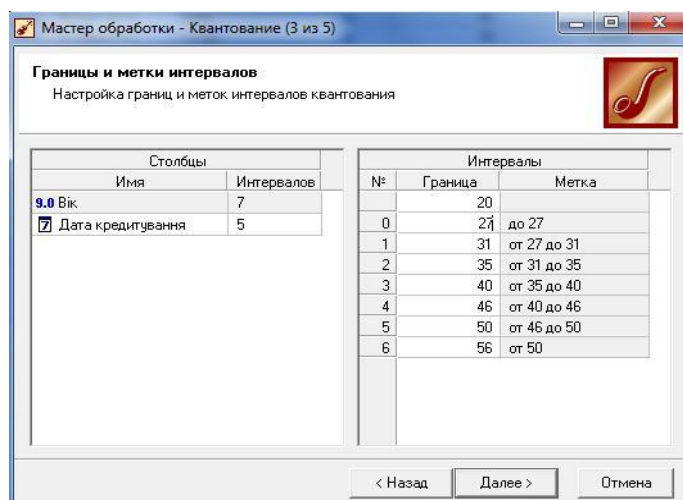 Мастер обработки - Квантование (3 из 5)
Границы и метки интервалов
Настройка границ и меток интервалов квантования
Столбцы
Имя Интервалов
9.0 Вік 7
7 Дата кредитування 5
Интервалы
№ Граница Метка
20
0 27 до 27
1 31 от 27 до 31
2 35 от 31 до 35
3 40 от 35 до 40
4 46 от 40 до 46
5 50 от 46 до 50
6 56 от 50
< Назад Далее > Отмена